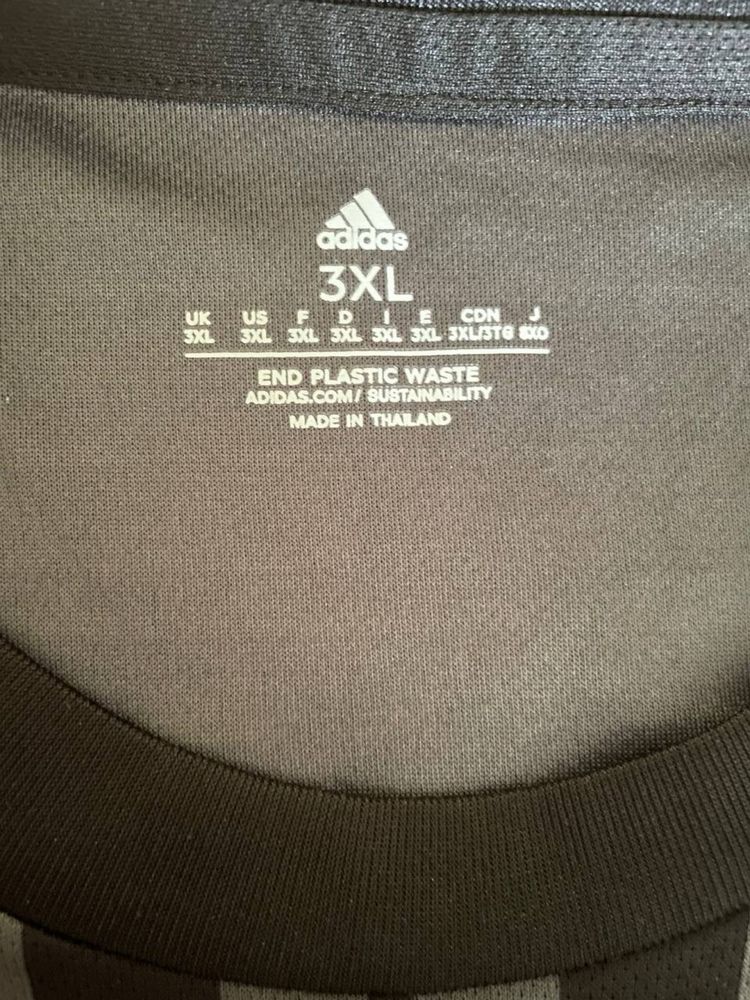 adidas
3XL
UK US F D I E CDN J
3XL 3XL 3XL 3XL 3XL 3XL 3XL/3TG 8XO
END PLASTIC WASTE
ADIDAS.COM/ SUSTAINABILITY
MADE IN THAILAND